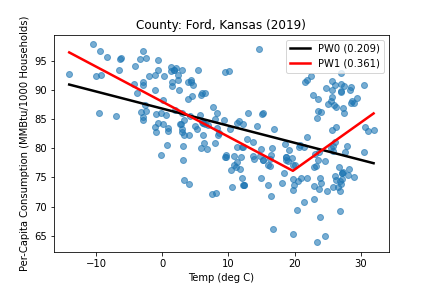 County: Ford, Kansas (2019)
PW0 (0.209)
PW1 (0.361)
Per-Capita Consumption (MMBtu/1000 Households)
95
90
85
80
75
70
65
−10
0
10
20
30
Temp (deg C)